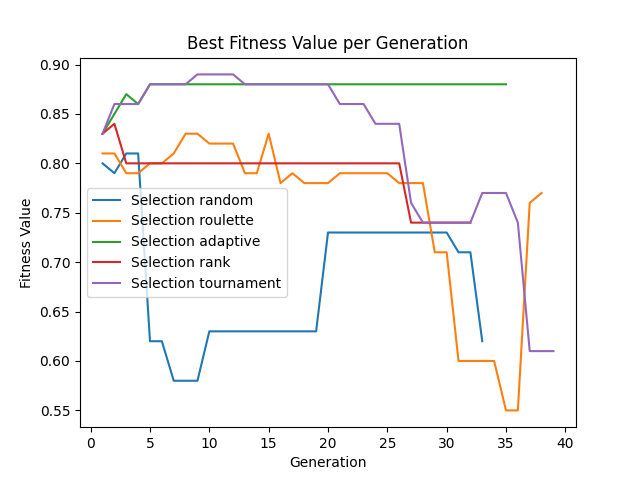 Best Fitness Value per Generation
0.90
0.85
0.80
0.75
0.70
0.65
0.60
0.55
Fitness Value
Selection random
Selection roulette
Selection adaptive
Selection rank
Selection tournament
0 5 10 15 20 25 30 35 40
Generation